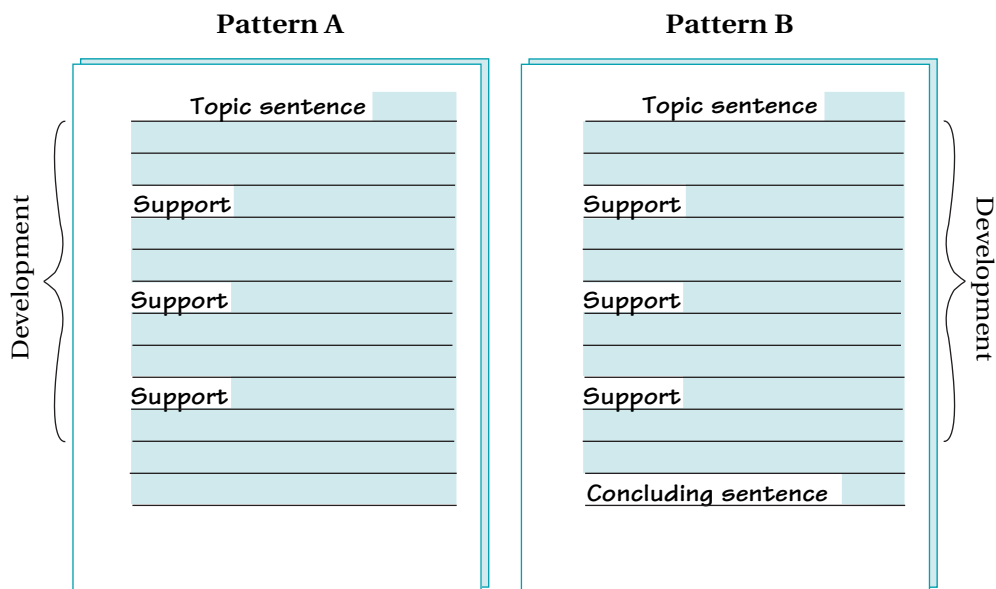 Pattern A
Topic sentence
Support
Support
Support
Development
Pattern B
Topic sentence
Support
Support
Support
Concluding sentence
Development